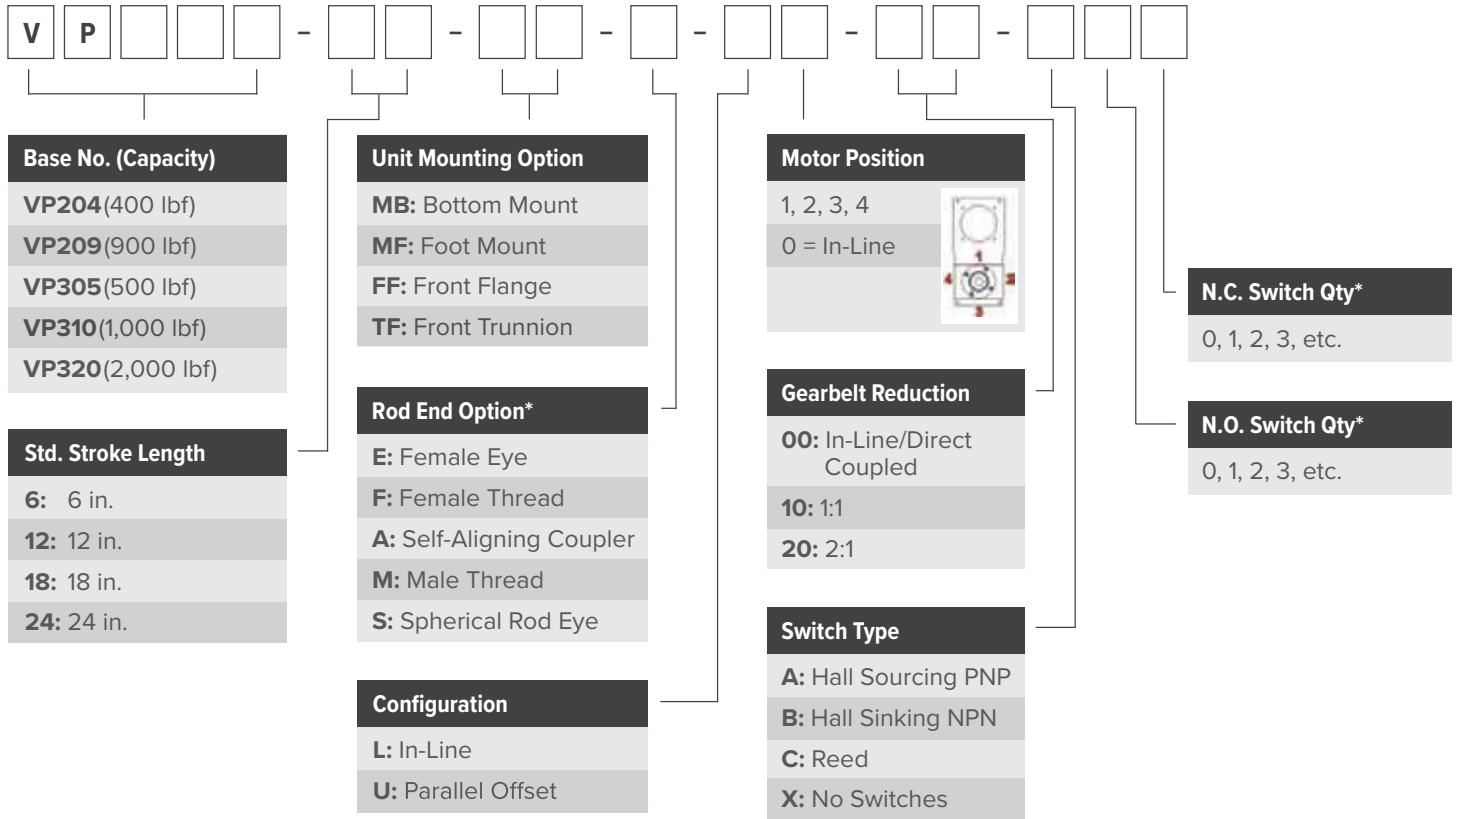 V P - - - - - -
Base No. (Capacity)
VP204 (400 lbf)
VP209 (900 lbf)
VP305 (500 lbf)
VP310 (1,000 lbf)
VP320 (2,000 lbf)
Std. Stroke Length
6: 6 in.
12: 12 in.
18: 18 in.
24: 24 in.
Unit Mounting Option
MB: Bottom Mount
MF: Foot Mount
FF: Front Flange
TF: Front Trunnion
Rod End Option*
E: Female Eye
F: Female Thread
A: Self-Aligning Coupler
M: Male Thread
S: Spherical Rod Eye
Configuration
L: In-Line
U: Parallel Offset
Motor Position
1, 2, 3, 4
0 = In-Line
1
4 2
3
Gearbelt Reduction
00: In-Line/Direct
Coupled
10: 1:1
20: 2:1
Switch Type
A: Hall Sourcing PNP
B: Hall Sinking NPN
C: Reed
X: No Switches
N.C. Switch Qty*
0, 1, 2, 3, etc.
N.O. Switch Qty*
0, 1, 2, 3, etc.